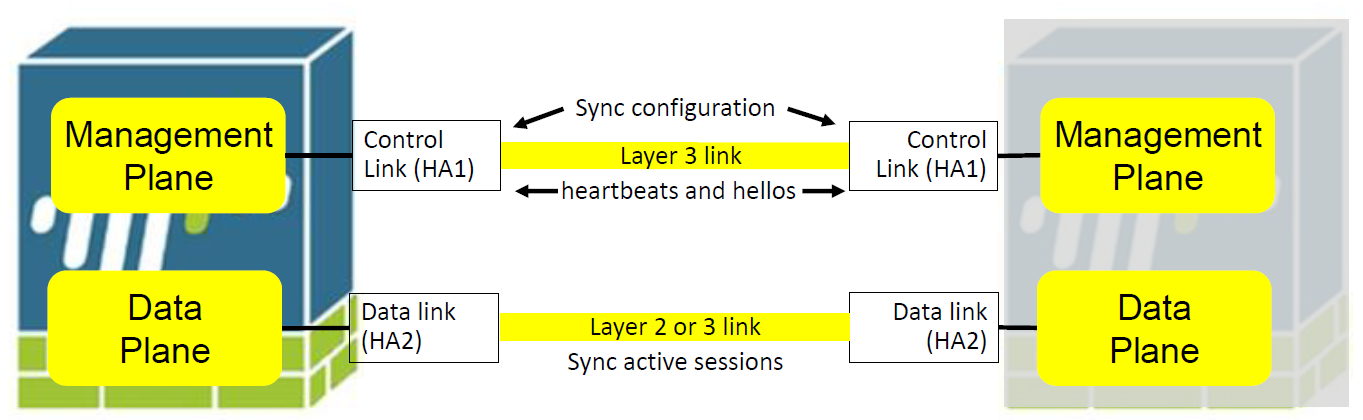 Management
Plane
Control
Link (HA1)
Sync configuration
Layer 3 link
heartbeats and hellos
Control
Link (HA1)
Management
Plane
Data
Plane
Data link
(HA2)
Layer 2 or 3 link
Sync active sessions
Data link
(HA2)
Data
Plane